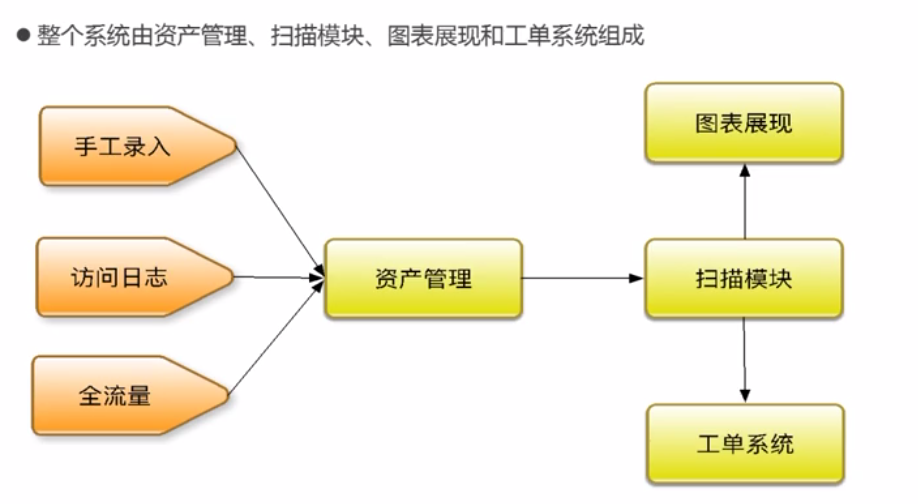 ● 整个系统由资产管理、扫描模块、图表展现和工单系统组成
手工录入
访问日志
全流量
资产管理
图表展现
扫描模块
工单系统